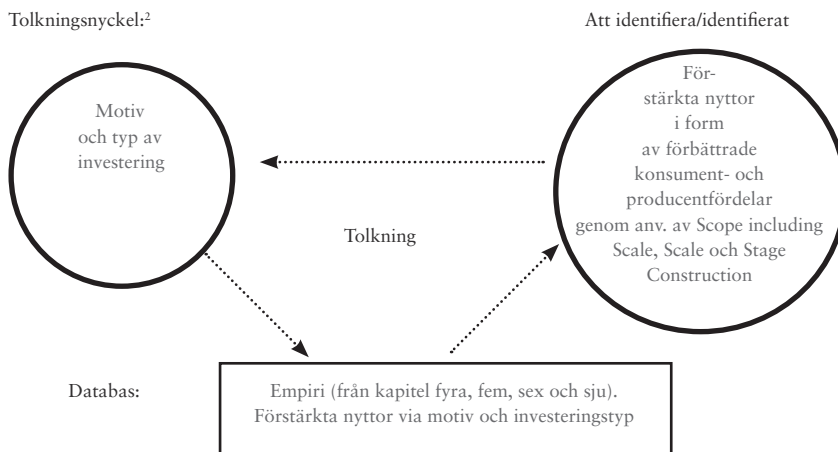 Tolkningsnyckel:²
Att identifiera/identifierat
Motiv
och typ av
investering
För-
stärkta nyttor
i form
av förbättrade
konsument- och
producentfördelar
genom anv. av Scope including
Scale, Scale och Stage
Construction
Tolkning
Databas:
Empiri (från kapitel fyra, fem, sex och sju).
Förstärkta nyttor via motiv och investeringstyp